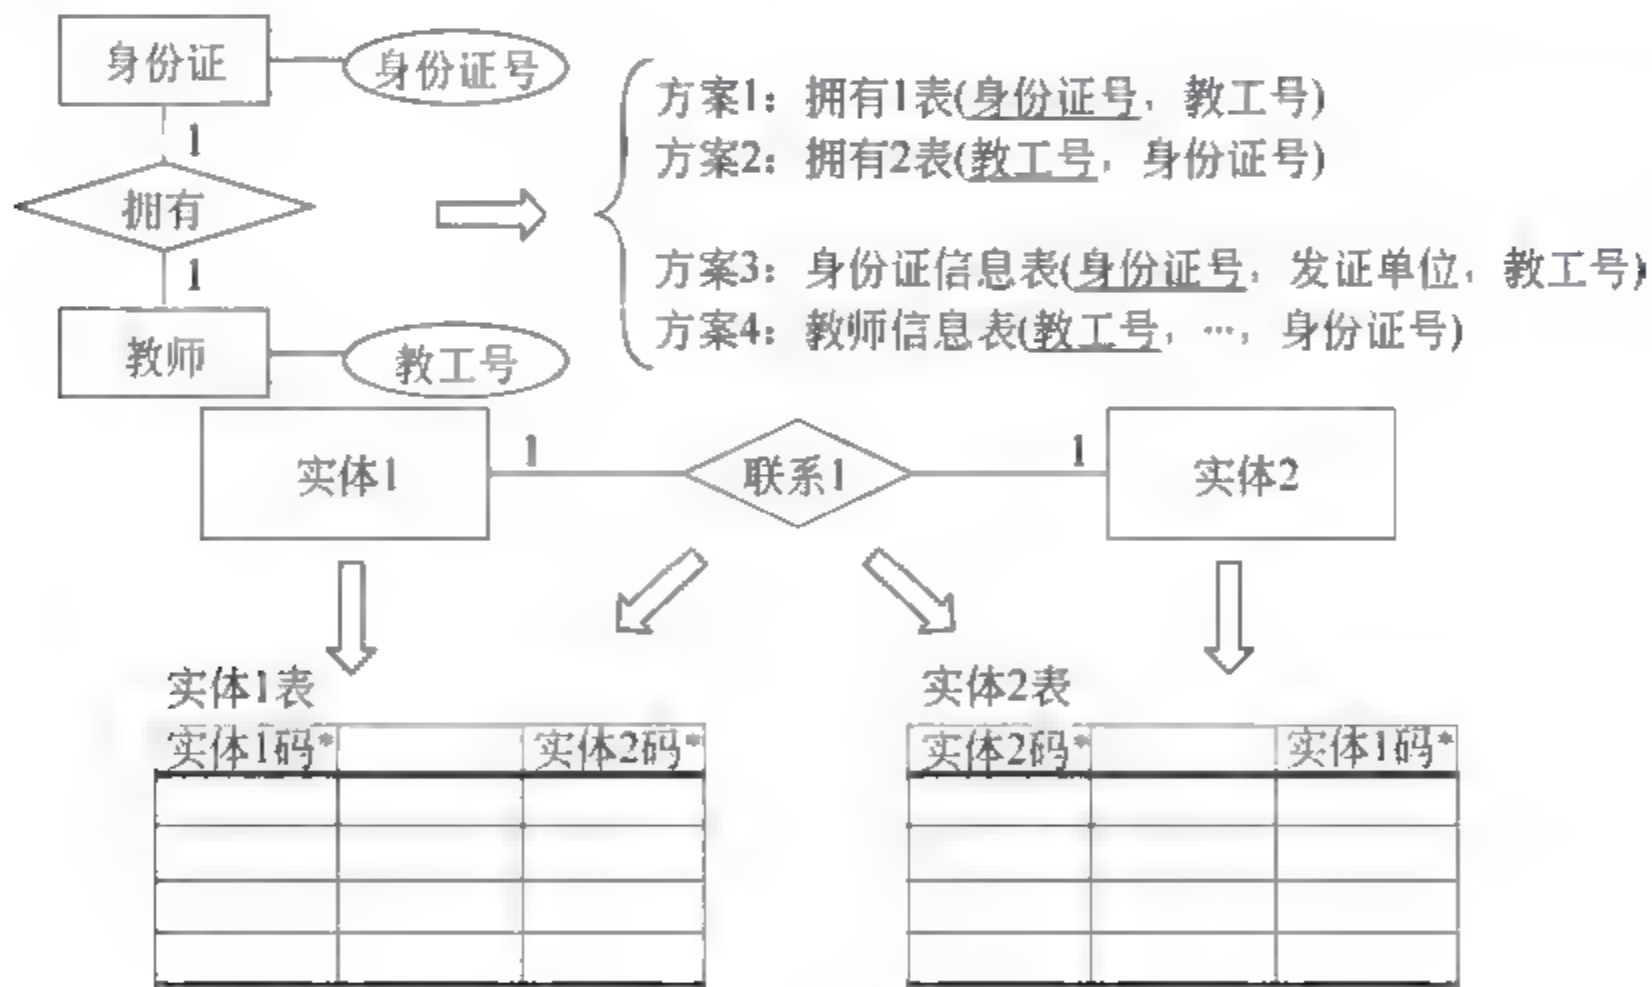 身份证
身份证号
1
拥有
1
教师
教工号
方案1：拥有1表(身份证号，教工号)
方案2：拥有2表(教工号，身份证号)
方案3：身份证信息表(身份证号，发证单位，教工号)
方案4：教师信息表(教工号，…，身份证号)
实体1
1
联系1
1
实体2
实体1表
实体1码* 实体2码*
实体2表
实体2码* 实体1码*